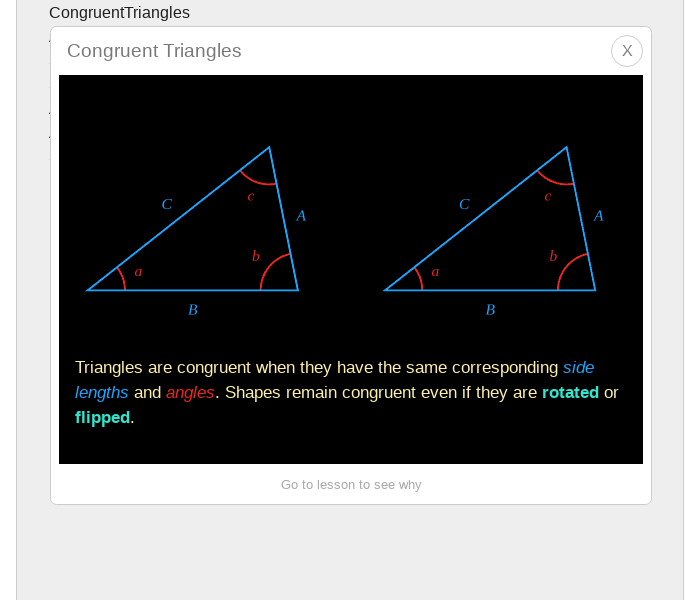 CongruentTriangles
Congruent Triangles
X
C
c
A
a
b
B
C
c
A
a
b
B
Triangles are congruent when they have the same corresponding side
lengths and angles. Shapes remain congruent even if they are rotated or
flipped.
Go to lesson to see why